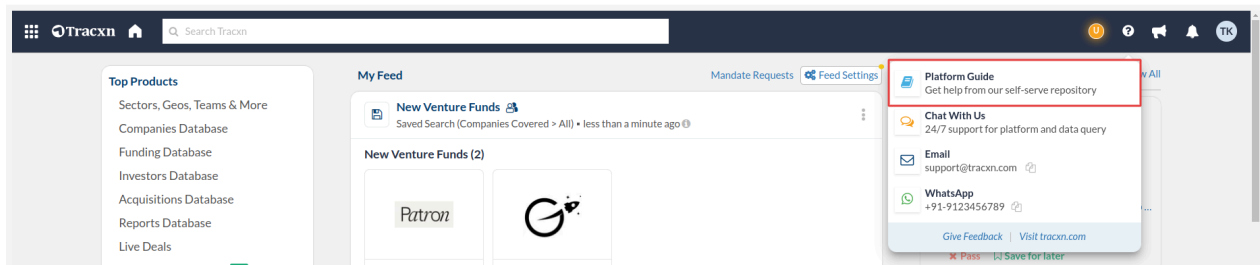 Tracxn
Search Tracxn
U
TK
Top Products
Sectors, Geos, Teams & More
Companies Database
Funding Database
Investors Database
Acquisitions Database
Reports Database
Live Deals
My Feed
Mandate Requests
Feed Settings
New Venture Funds
Saved Search (Companies Covered > All) • less than a minute ago
New Venture Funds (2)
Patron
w All
Platform Guide
Get help from our self-serve repository
Chat With Us
24/7 support for platform and data query
Email
support@tracxn.com
WhatsApp
+91-9123456789
...
Give Feedback | Visit tracxn.com
Pass
Save for later